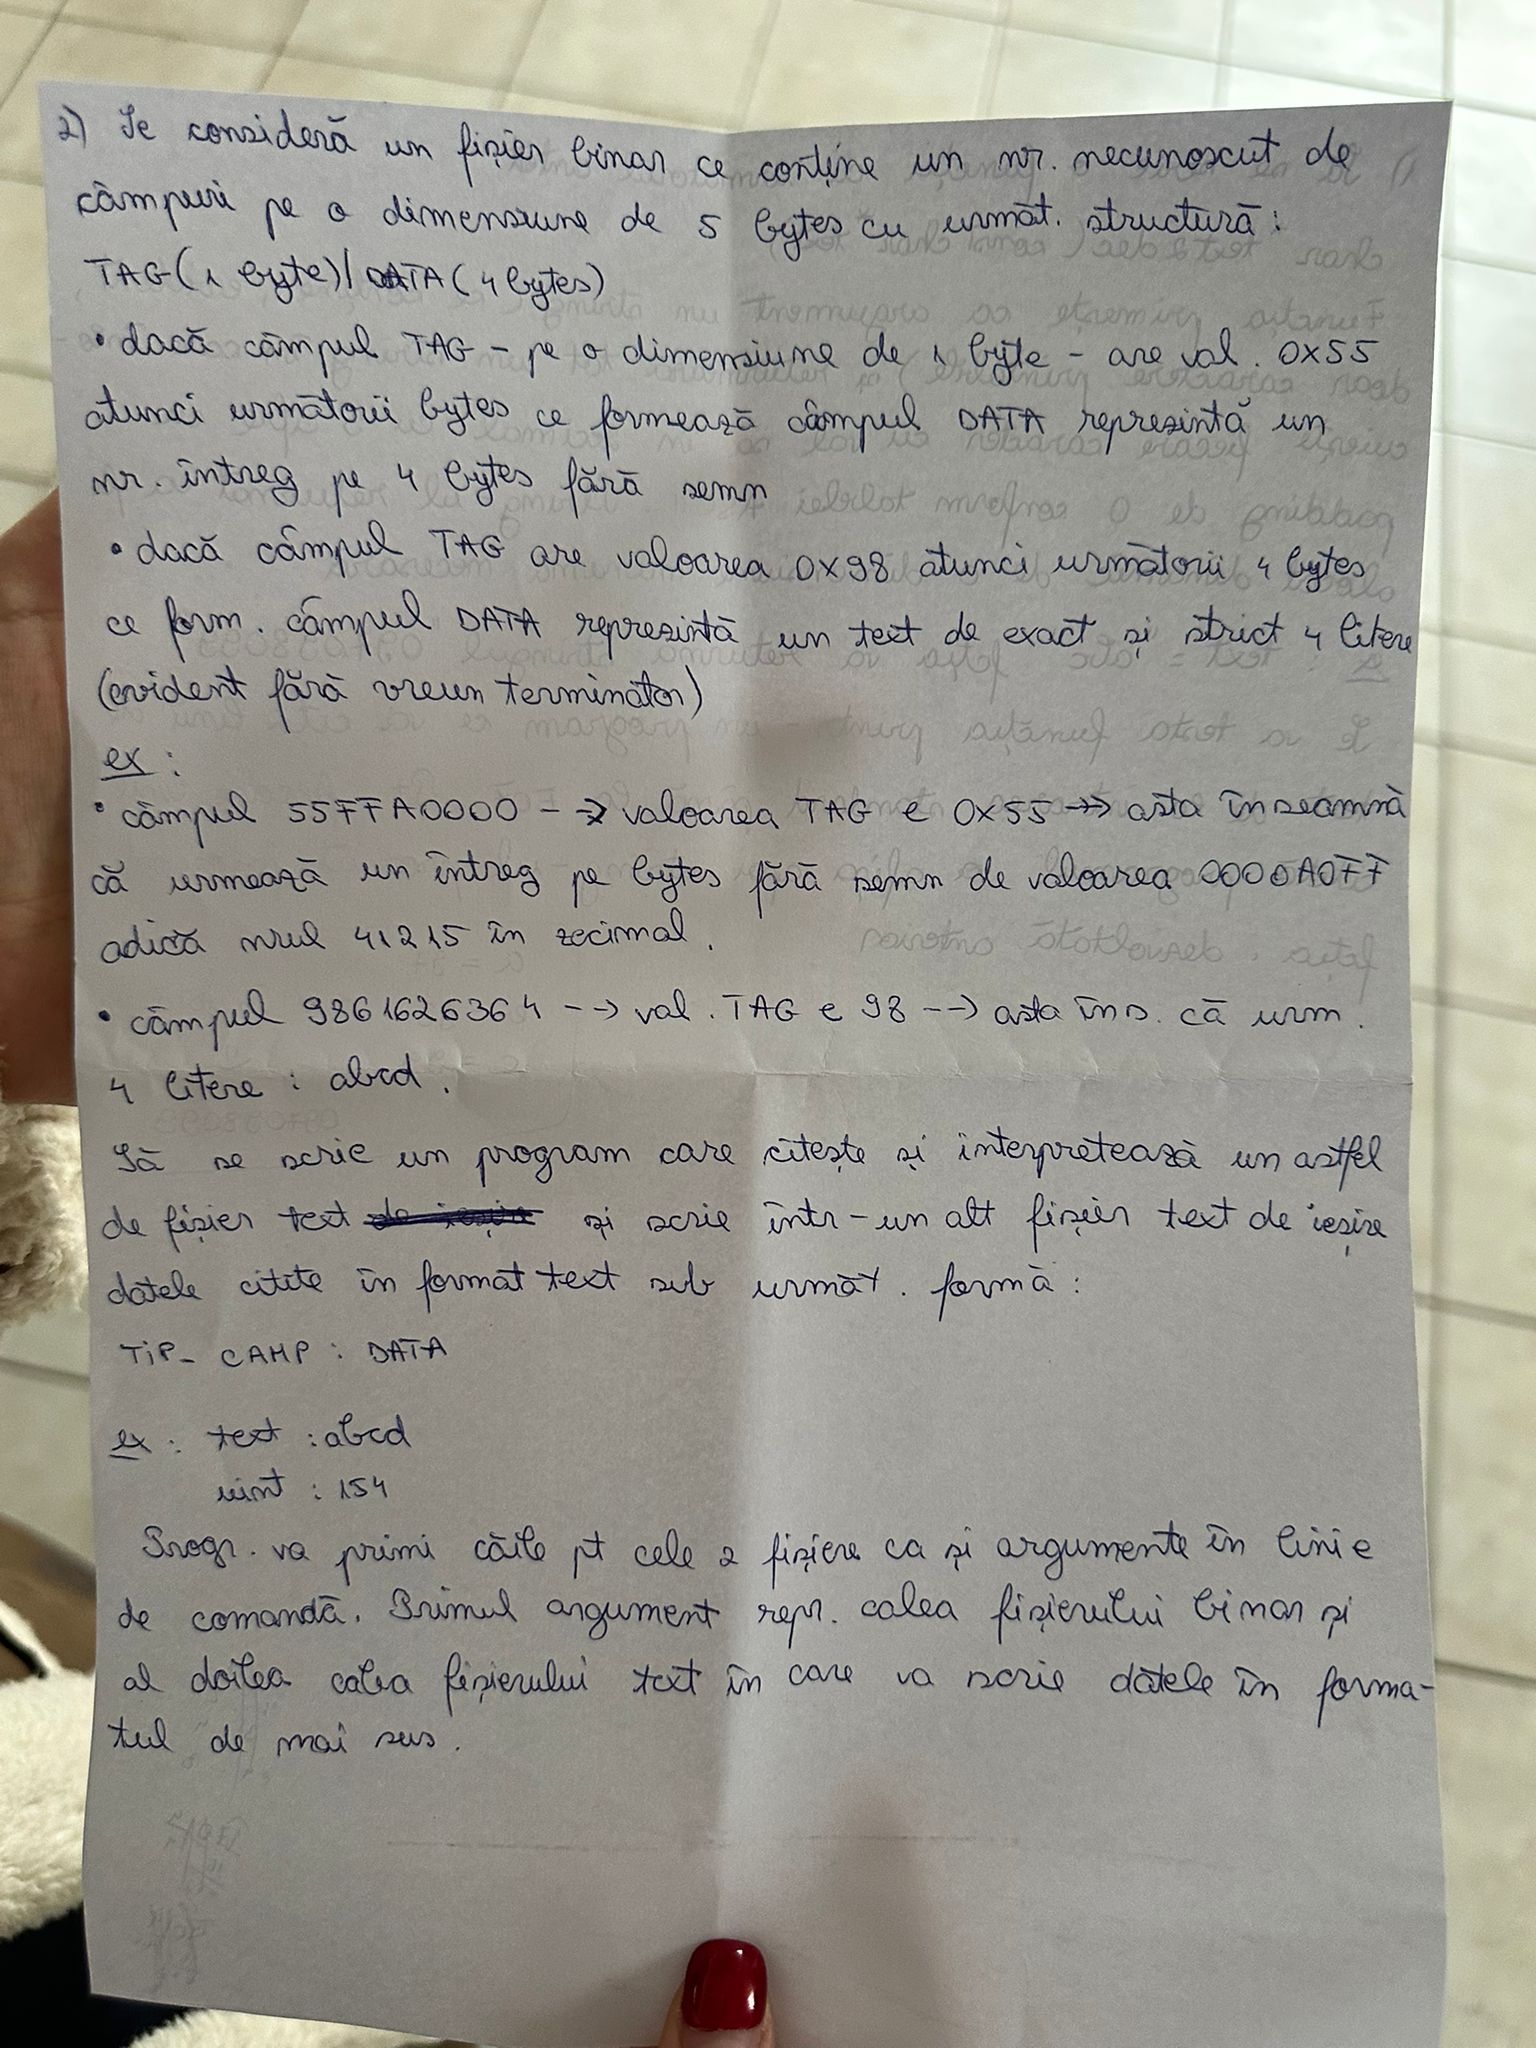 2) Se consideră un fișier binar ce conține un nr. necunoscut de
câmpuri pe o dimensiune de 5 bytes cu următ. structură:
TAG (1 byte) / DATA (4 bytes)
• dacă câmpul TAG - pe o dimensiune de 1 byte - are val. 0x55
atunci următorii bytes ce formează câmpul DATA reprezintă un
nr. întreg pe 4 bytes fără semn
• dacă câmpul TAG are valoarea 0x98 atunci următorii 4 bytes
ce form. câmpul DATA reprezintă un text de exact și strict 4 litere
(evident fără vreun terminator)
ex:
• câmpul 55FFA0000 --> valoarea TAG e 0x55 --> asta înseamnă
că urmează un întreg pe bytes fără semn de valoarea 0000A0FF
adică nrul 41215 în zecimal.
• câmpul 9861626364 --> val. TAG e 98 --> asta îns. că urm.
4 litere : abcd.
Să se scrie un program care citește și interpretează un astfel
de fișier text și scrie într-un alt fișier text de ieșire
datele citite în format text sub următ. formă:
TIP_CAMP : DATA
ex: text : abcd
uint : 154
Progr. va primi căile pt cele 2 fișiere ca și argumente în linie
de comandă. Primul argument repr. calea fișierului binar și
al doilea calea fișierului text în care va scrie datele în forma-
tul de mai sus.